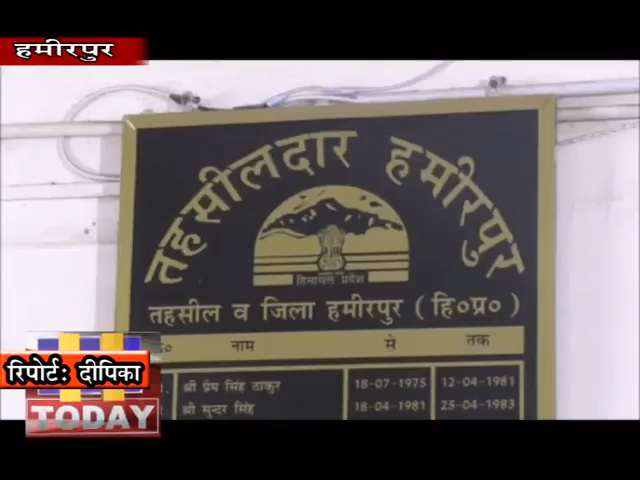 हमीरपुर
तहसीलदार हमीरपुर
हिमाचल प्रदेश
तहसील व जिला हमीरपुर ( हि०प्र० )
नाम से तक
श्री प्रेम सिंह ठाकुर 18-07-1975 12-04-1981
श्री सुन्दर सिंह 18-04-1981 25-04-1983
रिपोर्टः दीपिका
TODAY